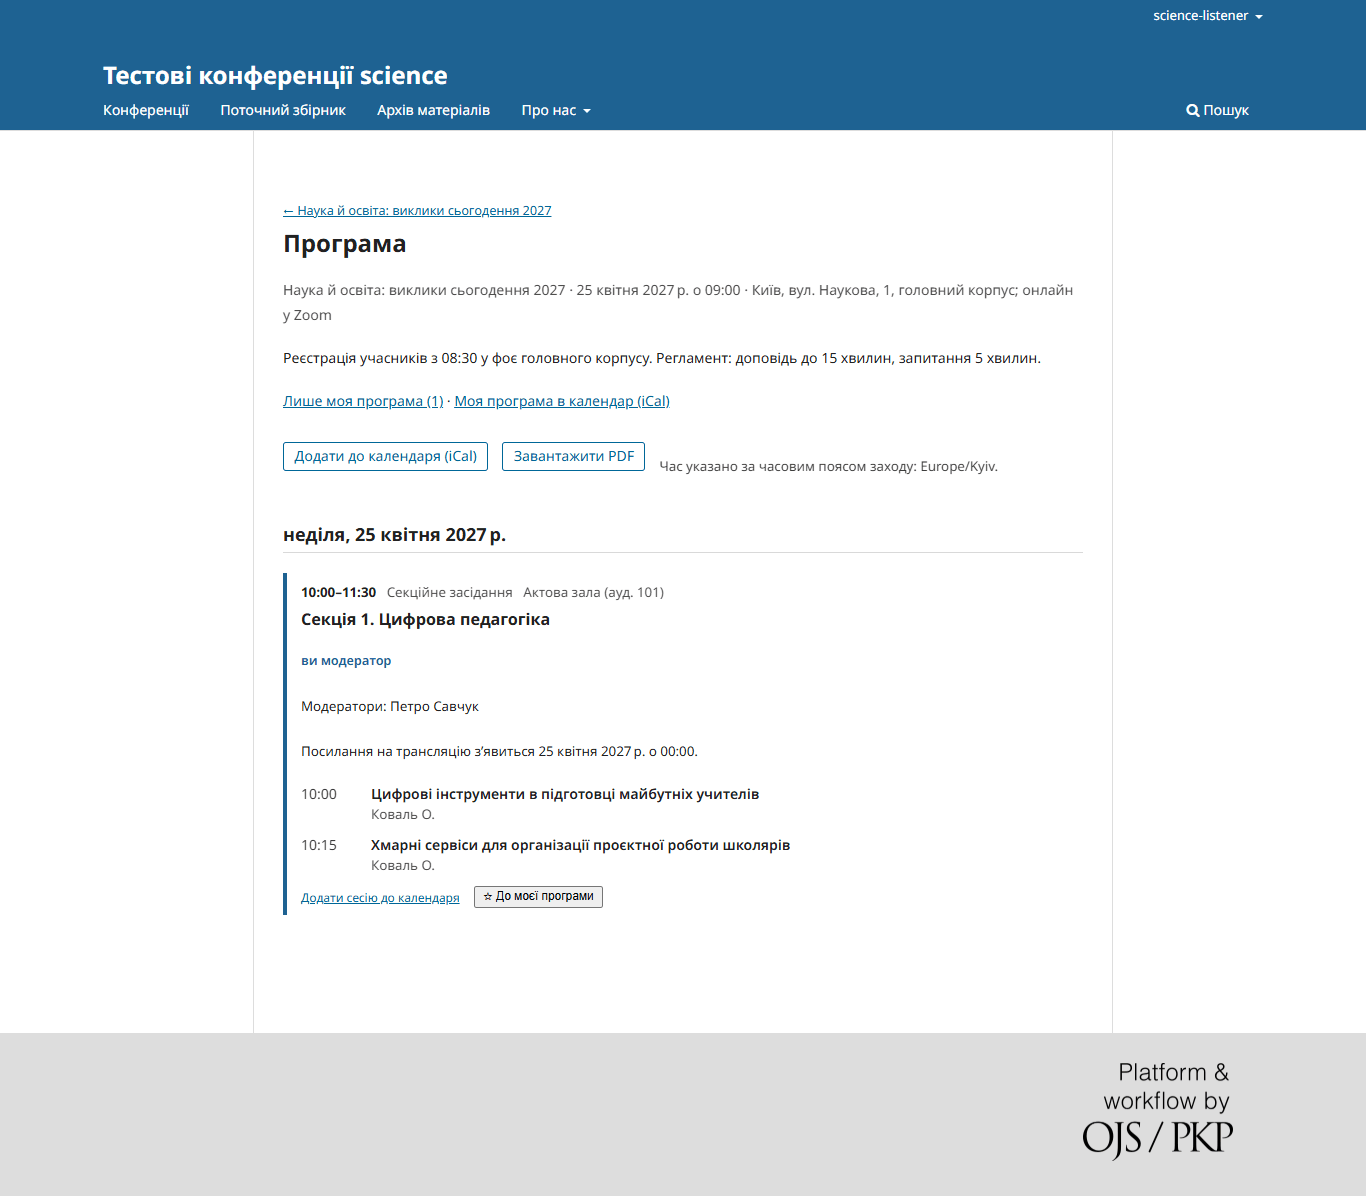 science-listener
Тестові конференції science
Конференції Поточний збірник Архів матеріалів Про нас Пошук
← Наука й освіта: виклики сьогодення 2027
Програма
Наука й освіта: виклики сьогодення 2027 · 25 квітня 2027 р. о 09:00 · Київ, вул. Наукова, 1, головний корпус; онлайн
у Zoom
Реєстрація учасників з 08:30 у фоє головного корпусу. Регламент: доповідь до 15 хвилин, запитання 5 хвилин.
Лише моя програма (1) · Моя програма в календар (iCal)
Додати до календаря (iCal) Завантажити PDF Час указано за часовим поясом заходу: Europe/Kyiv.
неділя, 25 квітня 2027 р.
10:00–11:30 Секційне засідання Актова зала (ауд. 101)
Секція 1. Цифрова педагогіка
ви модератор
Модератори: Петро Савчук
Посилання на трансляцію з’явиться 25 квітня 2027 р. о 00:00.
10:00 Цифрові інструменти в підготовці майбутніх учителів
Коваль О.
10:15 Хмарні сервіси для організації проєктної роботи школярів
Коваль О.
Додати сесію до календаря ☆ До моєї програми
Platform &
workflow by
OJS / PKP